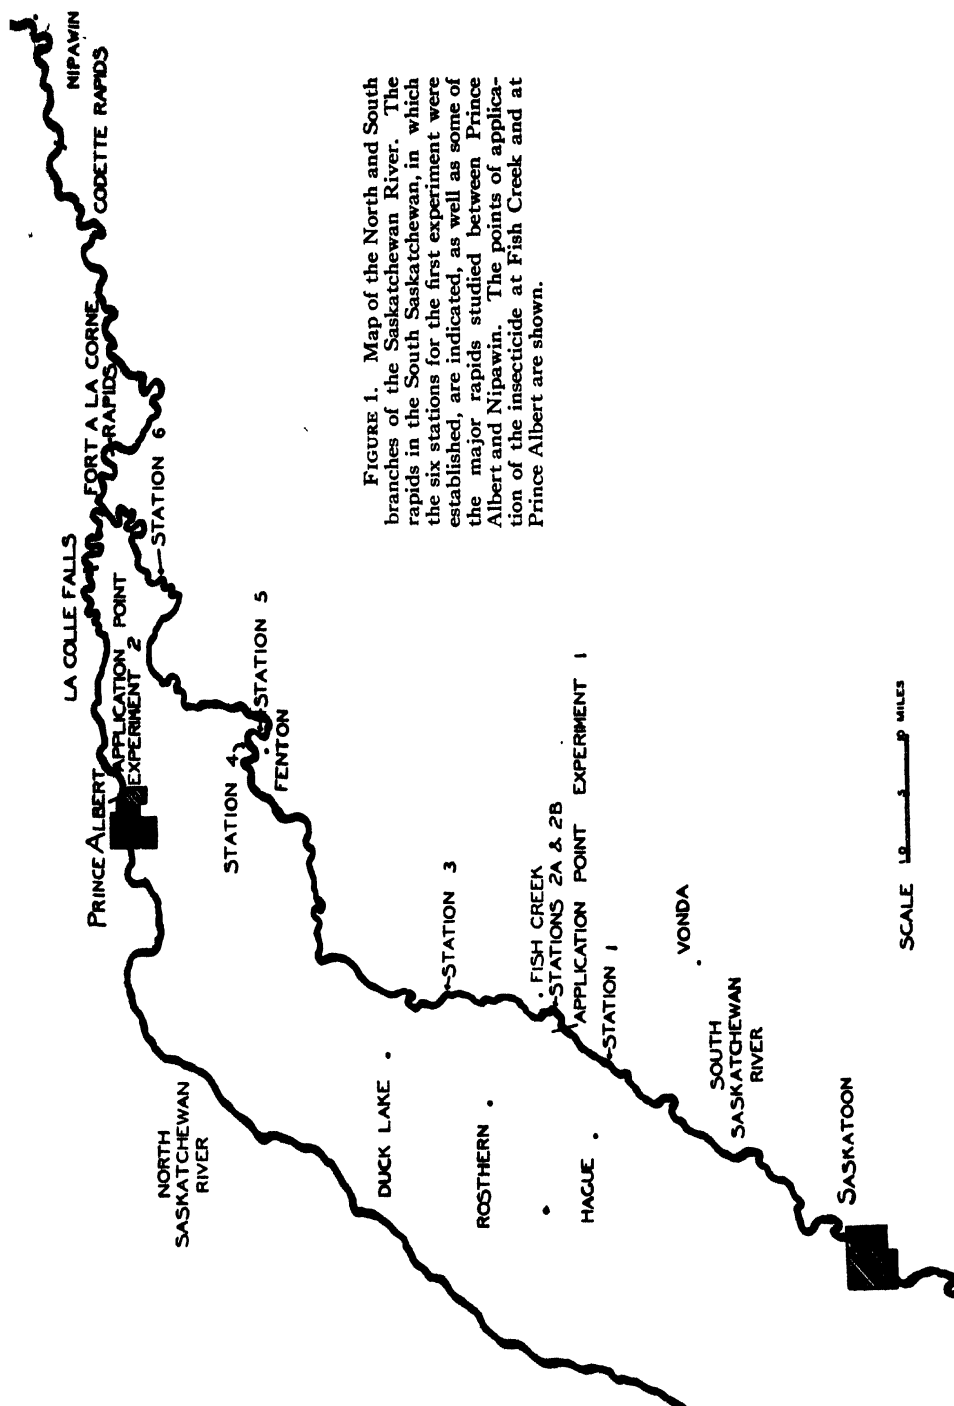 NIPAWIN
CODETTE RAPIDS
FORT A LA CORNE
RAPIDS
LA COLLE FALLS
STATION 6
PRINCE ALBERT
APPLICATION POINT
EXPERIMENT 2
STATION 5
STATION 4
FENTON
NORTH
SASKATCHEWAN
RIVER
STATION 3
DUCK LAKE
FISH CREEK
STATIONS 2A & 2B
APPLICATION POINT EXPERIMENT 1
ROSTHERN
STATION 1
HAGUE
VONDA
SOUTH
SASKATCHEWAN
RIVER
SASKATOON
SCALE 1 0 5 10 MILES
FIGURE 1. Map of the North and South
branches of the Saskatchewan River. The
rapids in the South Saskatchewan, in which
the six stations for the first experiment were
established, are indicated, as well as some of
the major rapids studied between Prince
Albert and Nipawin. The points of applica-
tion of the insecticide at Fish Creek and at
Prince Albert are shown.